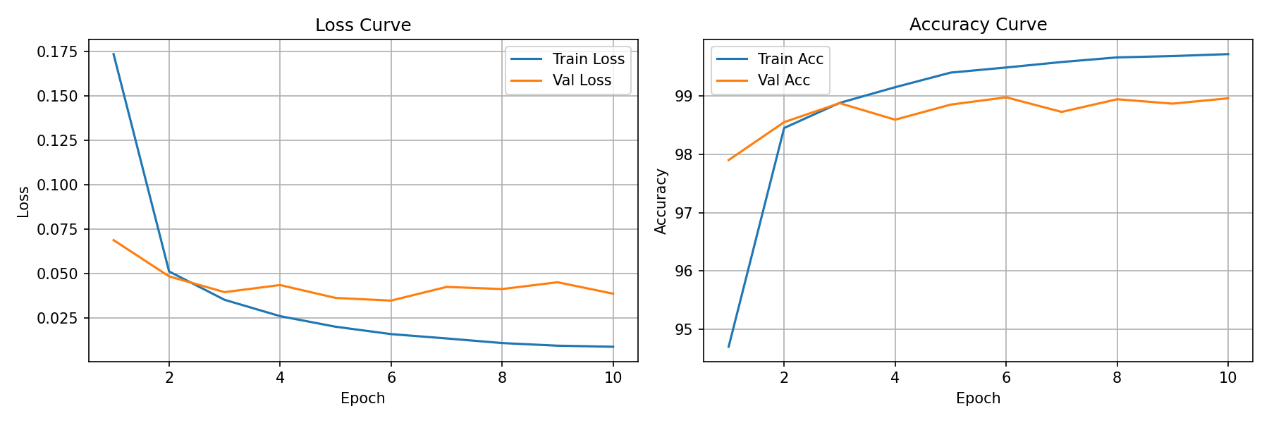 Loss Curve
Train Loss
Val Loss
0.175
0.150
0.125
0.100
0.075
0.050
0.025
Loss
2 4 6 8 10
Epoch
Accuracy Curve
Train Acc
Val Acc
99
98
97
96
95
Accuracy
2 4 6 8 10
Epoch